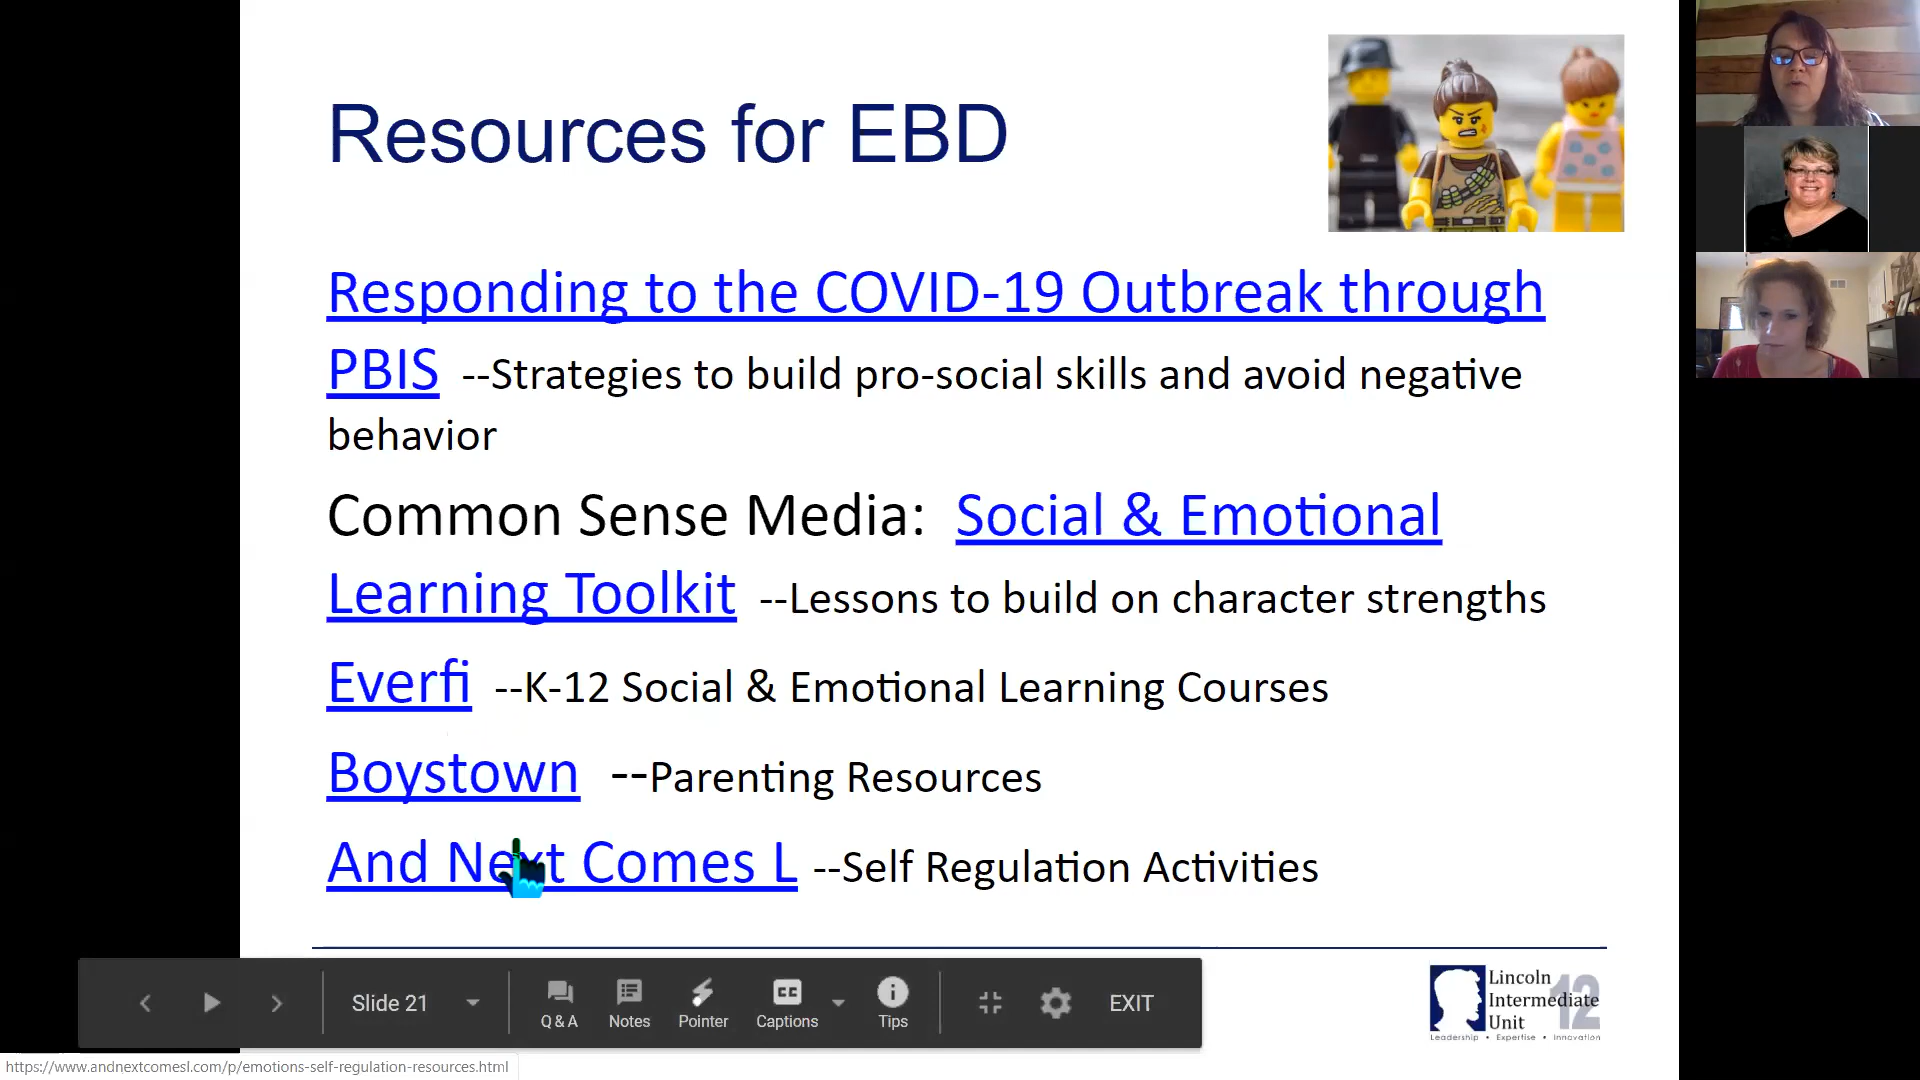 Resources for EBD
Responding to the COVID-19 Outbreak through
PBIS --Strategies to build pro-social skills and avoid negative
behavior
Common Sense Media: Social & Emotional
Learning Toolkit --Lessons to build on character strengths
Everfi --K-12 Social & Emotional Learning Courses
Boystown --Parenting Resources
And Next Comes L --Self Regulation Activities
Slide 21
Q & A
Notes
Pointer
Captions
Tips
EXIT
Lincoln
Intermediate
Unit
12
Leadership • Expertise • Innovation
https://www.andnextcomesl.com/p/emotions-self-regulation-resources.html